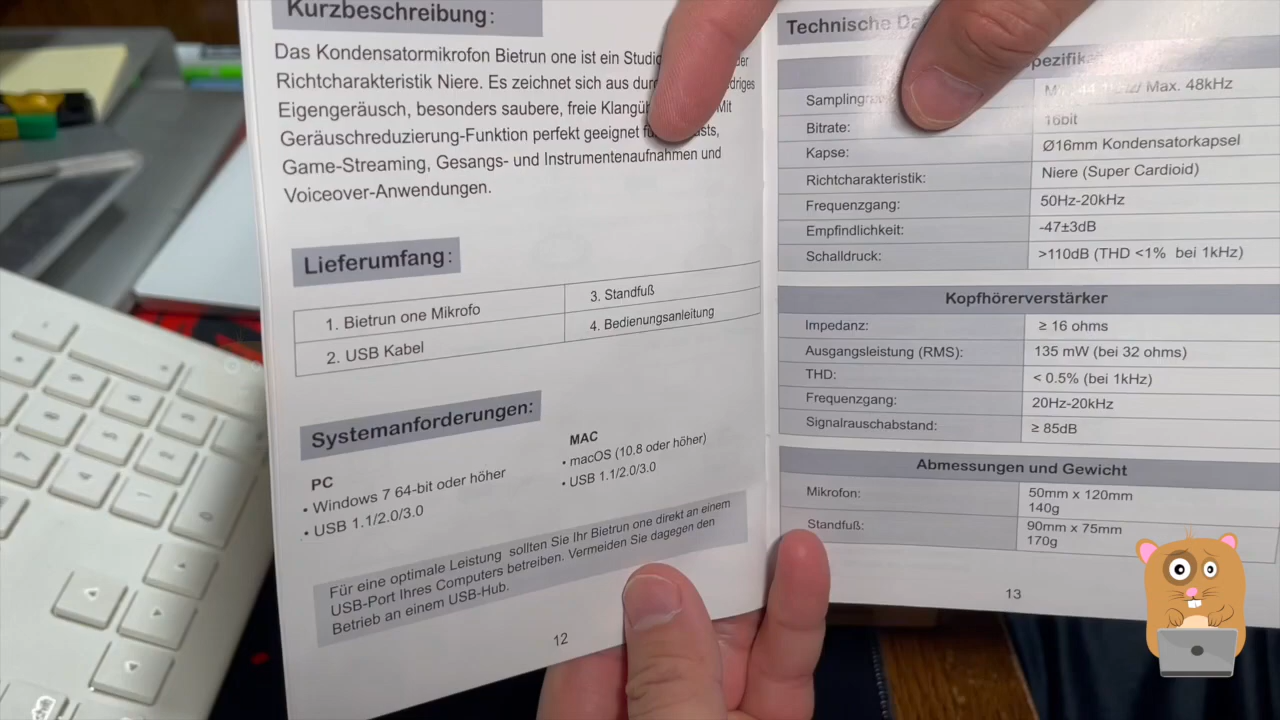 Kurzbeschreibung:
Das Kondensatormikrofon Bietrun one ist ein
Richtcharakteristik Niere. Es zeichnet sich aus
Eigengeräusch, besonders saubere, freie
Geräuschreduzierung-Funktion perfekt geeignet
Game-Streaming, Gesangs- und Instrumentenaufnahmen und
Voiceover-Anwendungen.
Lieferumfang:
1. Bietrun one Mikrofo
3. Standfuß
2. USB Kabel
4. Bedienungsanleitung
Systemanforderungen:
PC
• Windows 7 64-bit oder höher
• USB 1.1/2.0/3.0
MAC
• macOS (10.8 oder höher)
• USB 1.1/2.0/3.0
Für eine optimale Leistung sollten Sie Ihr Bietrun one direkt an einem
USB-Port Ihres Computers betreiben. Vermeiden Sie dagegen den
Betrieb an einem USB-Hub.
12
Technische
Max. 48kHz
Bitrate: 16bit
Kapse: Ø16mm Kondensatorkapsel
Richtcharakteristik: Niere (Super Cardioid)
Frequenzgang: 50Hz-20kHz
Empfindlichkeit: -47±3dB
Schalldruck: >110dB (THD <1% bei 1kHz)
Kopfhörerverstärker
Impedanz: ≥ 16 ohms
Ausgangsleistung (RMS): 135 mW (bei 32 ohms)
THD: < 0.5% (bei 1kHz)
Frequenzgang: 20Hz-20kHz
Signalrauschabstand: ≥ 85dB
Abmessungen und Gewicht
Mikrofon: 50mm x 120mm
140g
Standfuß: 90mm x 75mm
170g
13